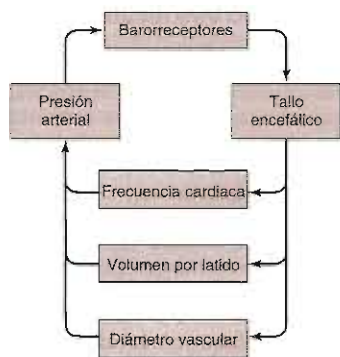 Barorreceptores
Presión
arterial
Tallo
encefálico
Frecuencia cardiaca
Volumen por latido
Diámetro vascular